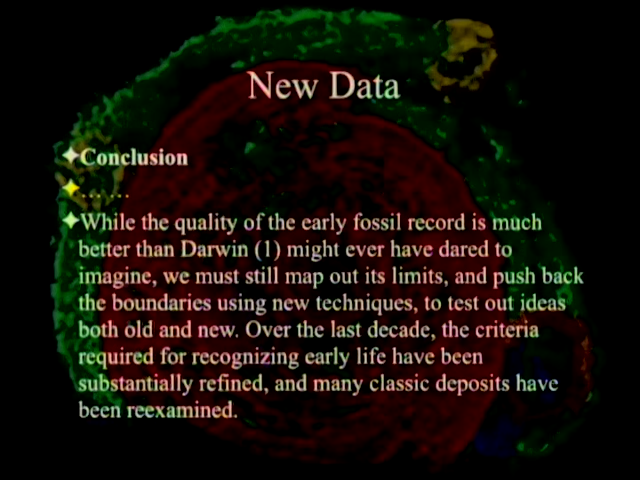 New Data
Conclusion
.......
While the quality of the early fossil record is much
better than Darwin (1) might ever have dared to
imagine, we must still map out its limits, and push back
the boundaries using new techniques, to test out ideas
both old and new. Over the last decade, the criteria
required for recognizing early life have been
substantially refined, and many classic deposits have
been reexamined.